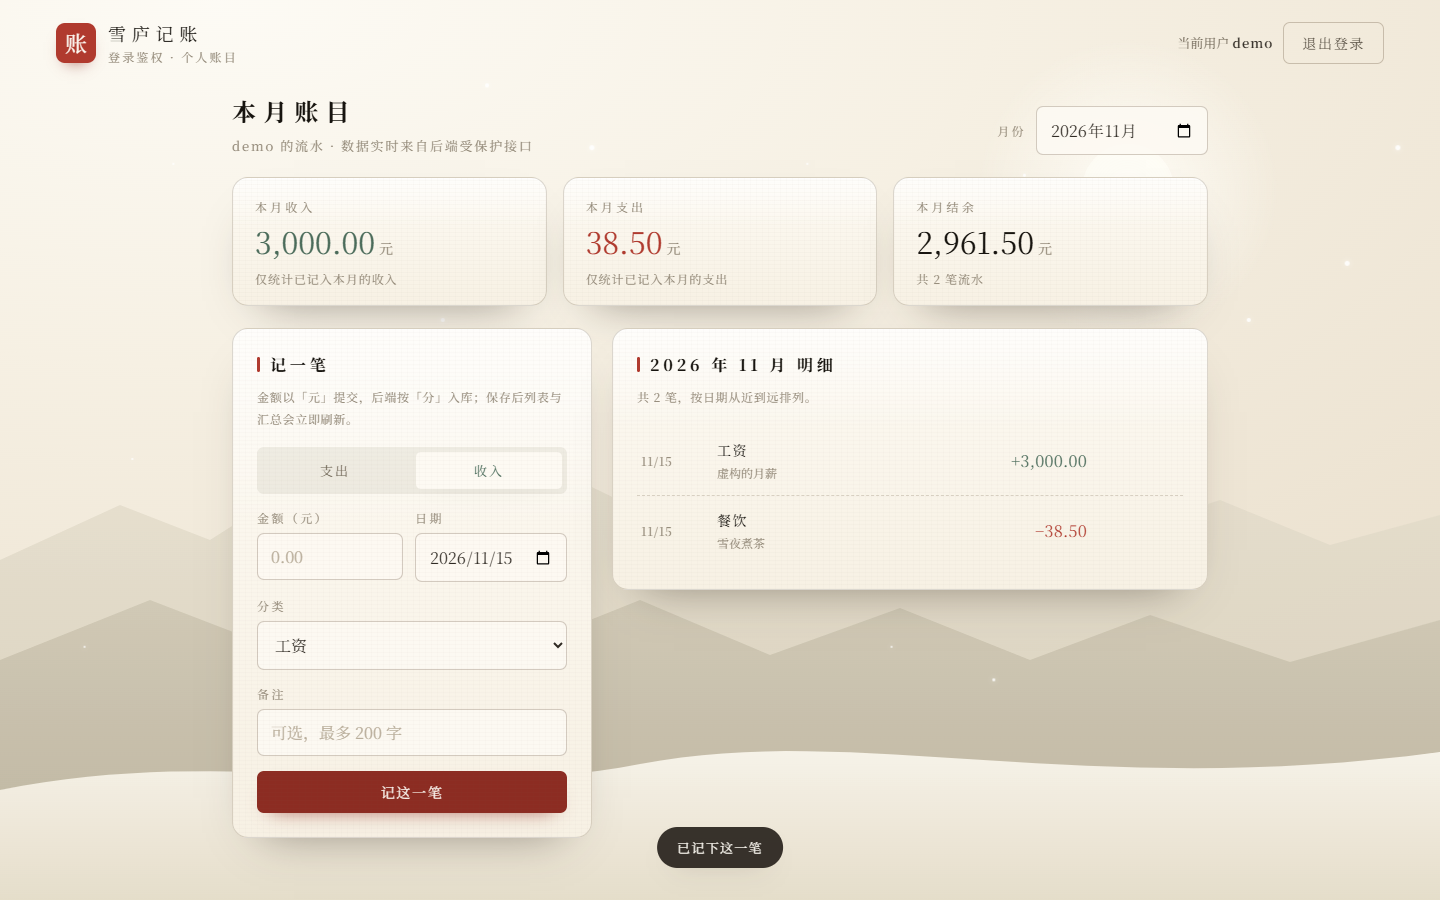 账
雪庐记账
登录鉴权 · 个人账目
当前用户 demo
退出登录
本月账目
demo 的流水 · 数据实时来自后端受保护接口
月份
2026年11月
本月收入
3,000.00 元
仅统计已记入本月的收入
本月支出
38.50 元
仅统计已记入本月的支出
本月结余
2,961.50 元
共 2 笔流水
记一笔
金额以「元」提交，后端按「分」入库；保存后列表与
汇总会立即刷新。
支出
收入
金额（元）
日期
0.00
2026/11/15
分类
工资
备注
可选，最多 200 字
记这一笔
2026 年 11 月 明细
共 2 笔，按日期从近到远排列。
11/15
工资
虚构的月薪
+3,000.00
11/15
餐饮
雪夜煮茶
−38.50
已记下这一笔